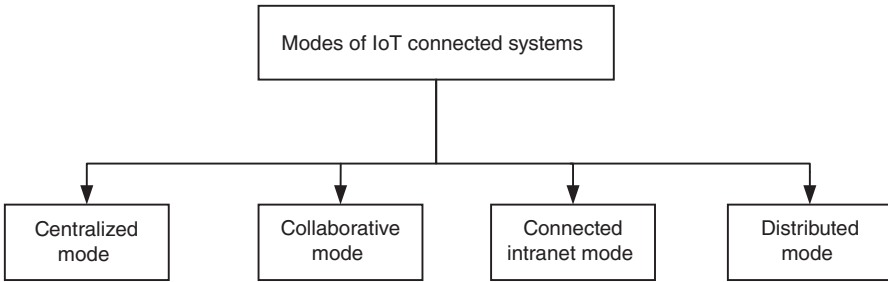 Modes of IoT connected systems
Centralized
mode
Collaborative
mode
Connected
intranet mode
Distributed
mode